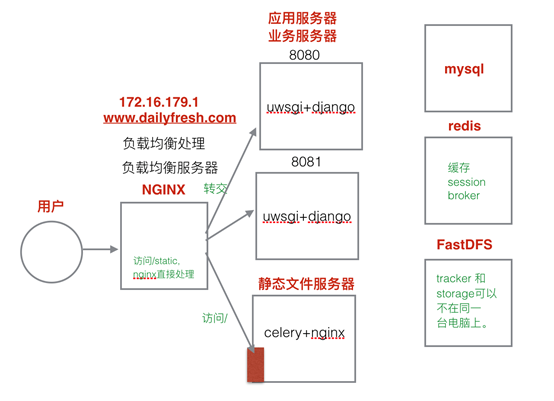 应用服务器
业务服务器
8080
uwsgi+django
172.16.179.1
www.dailyfresh.com
负载均衡处理
负载均衡服务器
NGINX
转交
8081
uwsgi+django
用户
访问/static,
nginx直接处理
访问/
静态文件服务器
celery+nginx
mysql
redis
缓存
session
broker
FastDFS
tracker 和
storage可以
不在同一
台电脑上。